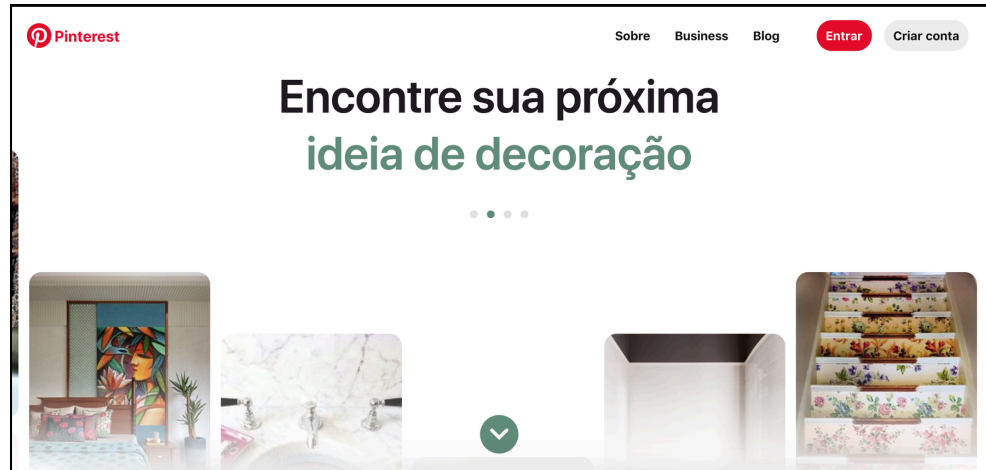 Pinterest
Sobre Business Blog Entrar Criar conta
Encontre sua próxima
ideia de decoração